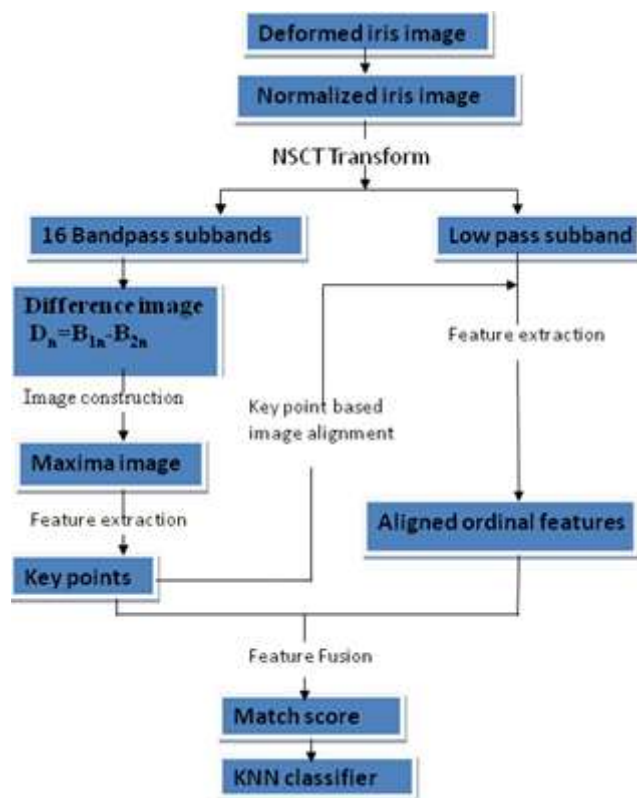 Deformed iris image
Normalized iris image
NSCT Transform
16 Bandpass subbands
Low pass subband
Difference image
Dₙ=B₁ₙ-B₂ₙ
Feature extraction
Image construction
Key point based
image alignment
Maxima image
Feature extraction
Aligned ordinal features
Key points
Feature Fusion
Match score
KNN classifier